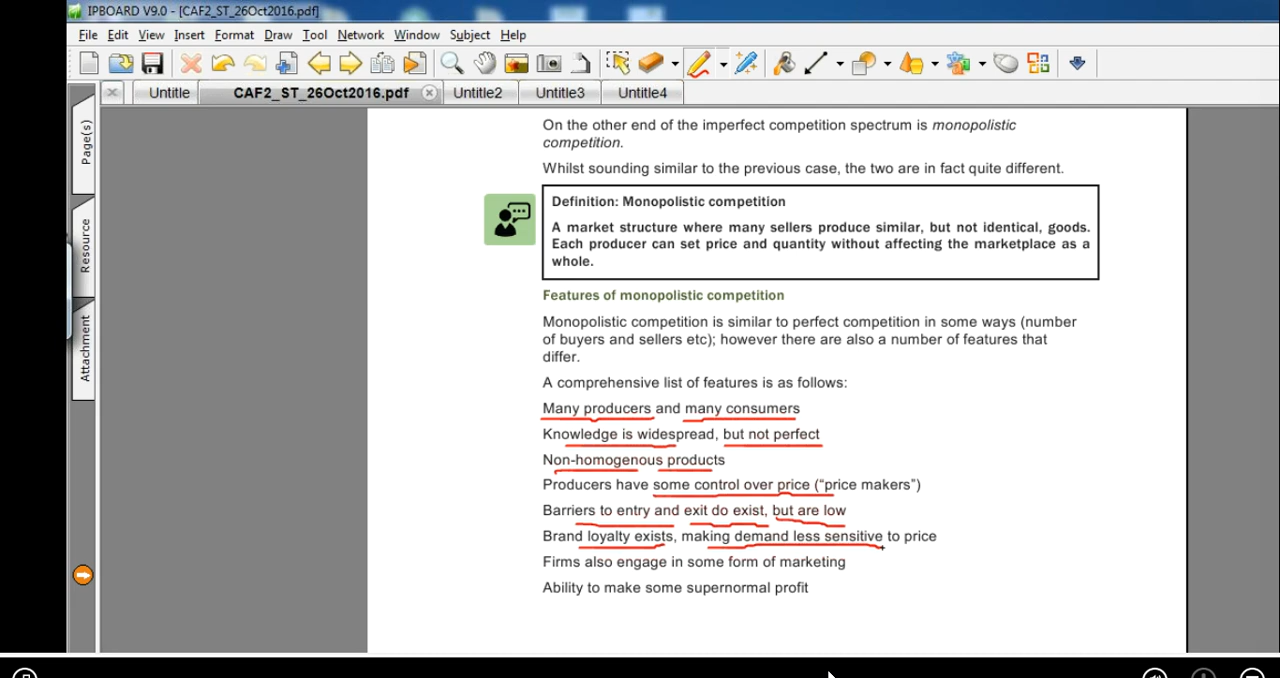 IPBOARD V9.0 - [CAF2_ST_26Oct2016.pdf]
File Edit View Insert Format Draw Tool Network Window Subject Help
Untitle CAF2_ST_26Oct2016.pdf Untitle2 Untitle3 Untitle4
Page(s)
Resource
Attachment
On the other end of the imperfect competition spectrum is monopolistic
competition.
Whilst sounding similar to the previous case, the two are in fact quite different.
Definition: Monopolistic competition
A market structure where many sellers produce similar, but not identical, goods.
Each producer can set price and quantity without affecting the marketplace as a
whole.
Features of monopolistic competition
Monopolistic competition is similar to perfect competition in some ways (number
of buyers and sellers etc); however there are also a number of features that
differ.
A comprehensive list of features is as follows:
Many producers and many consumers
Knowledge is widespread, but not perfect
Non-homogenous products
Producers have some control over price ("price makers")
Barriers to entry and exit do exist, but are low
Brand loyalty exists, making demand less sensitive to price
Firms also engage in some form of marketing
Ability to make some supernormal profit